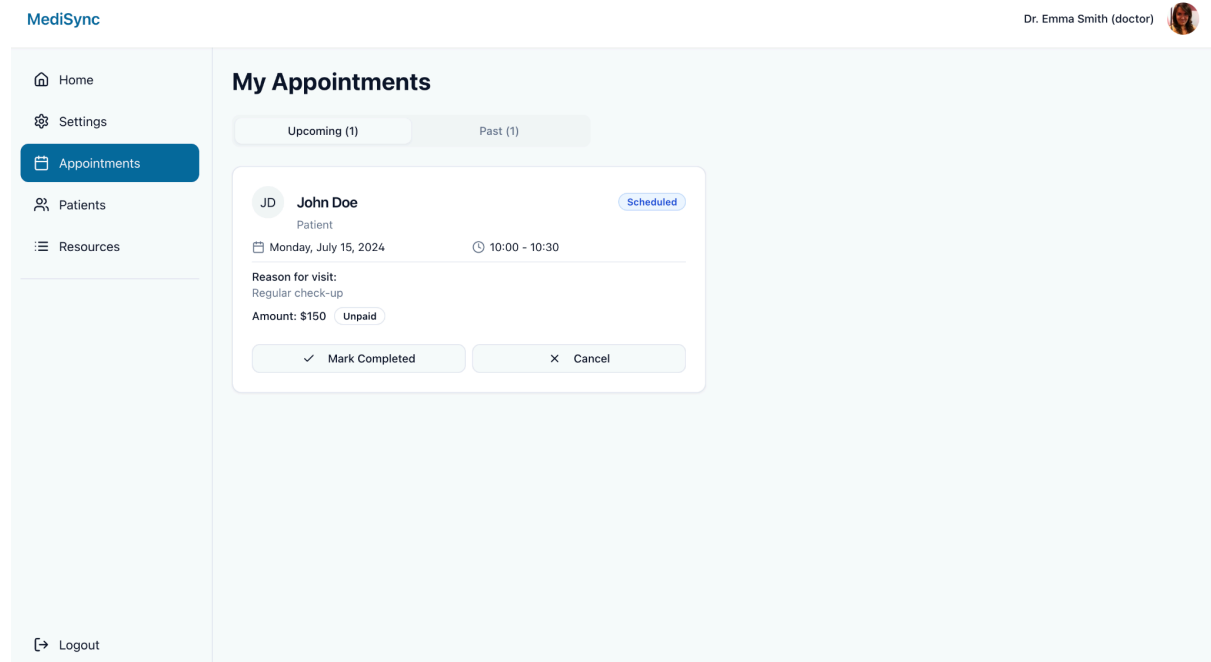 MediSync
Dr. Emma Smith (doctor)
Home
Settings
Appointments
Patients
Resources
Logout
My Appointments
Upcoming (1)
Past (1)
JD
John Doe
Scheduled
Patient
Monday, July 15, 2024
10:00 - 10:30
Reason for visit:
Regular check-up
Amount: $150 Unpaid
Mark Completed
Cancel